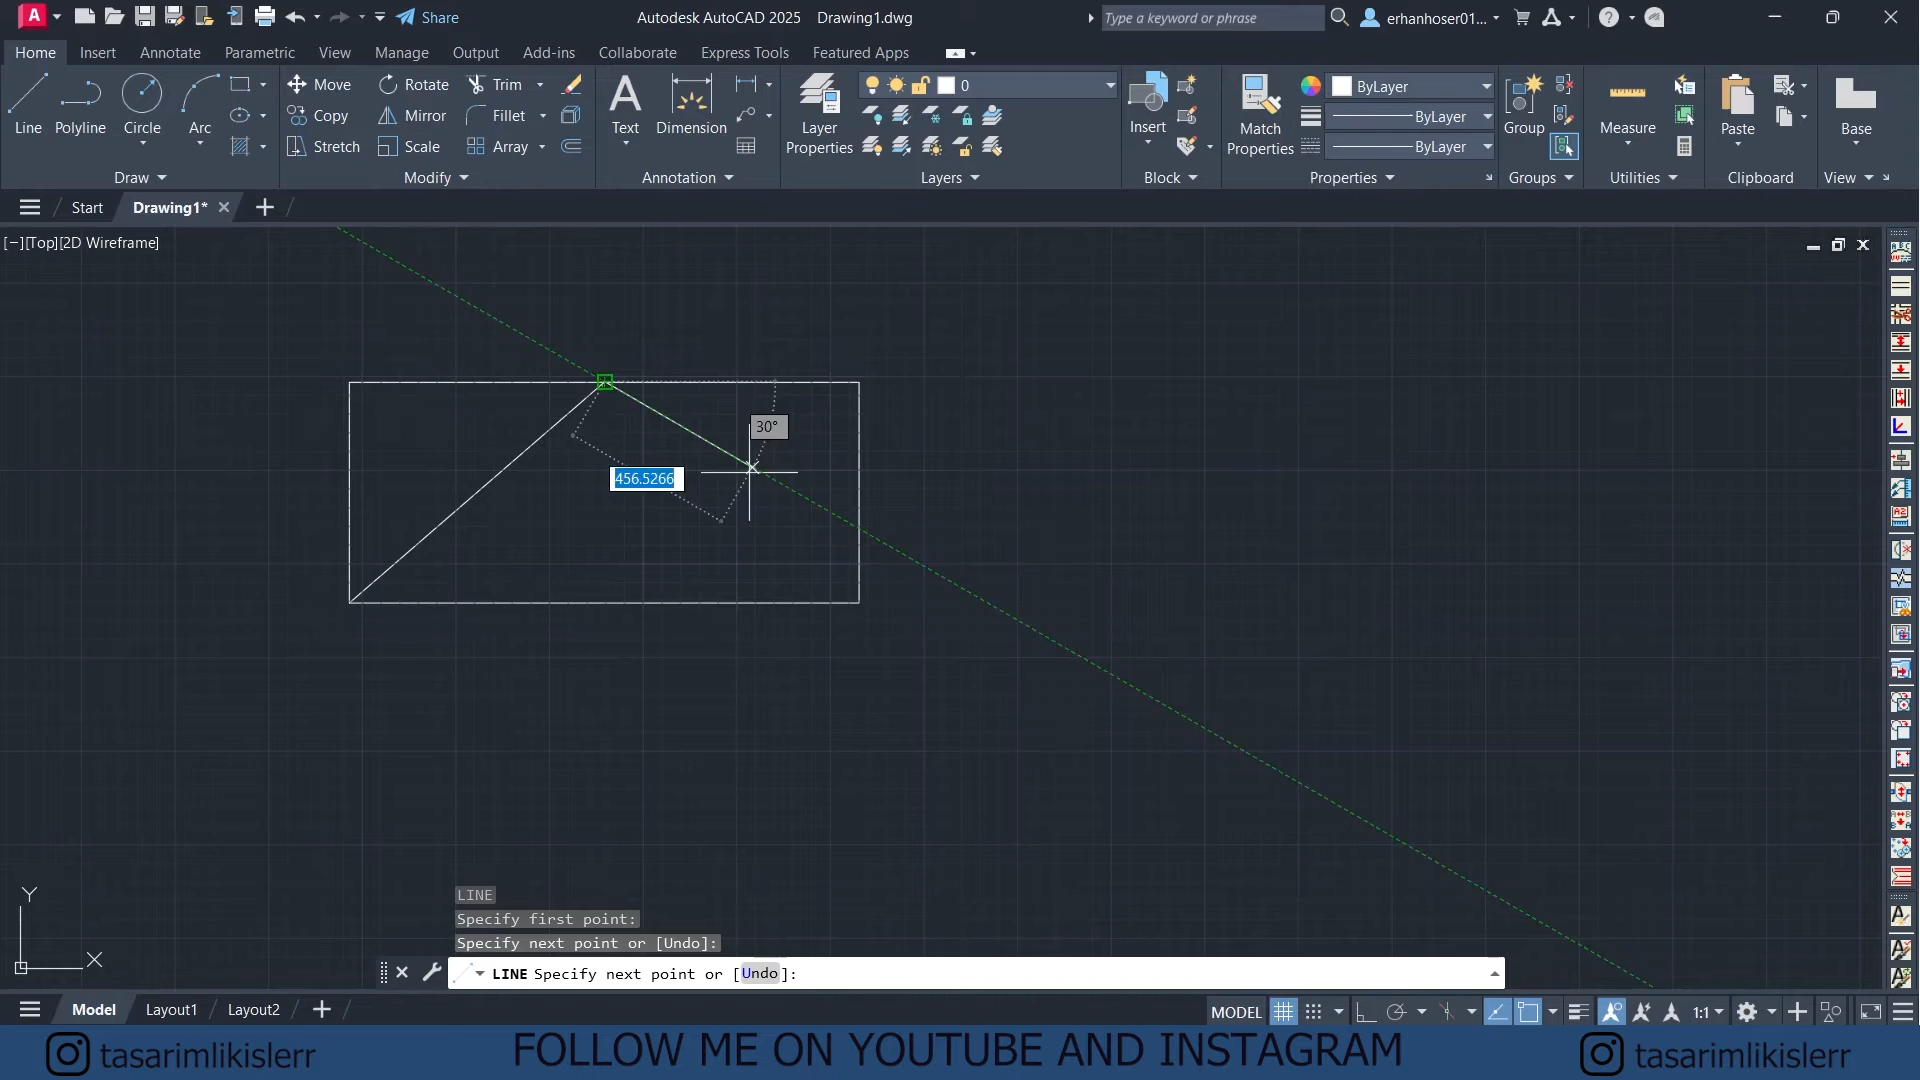 Share
Autodesk AutoCAD 2025 Drawing1.dwg
Type a keyword or phrase
erhanhoser01...
Home Insert Annotate Parametric View Manage Output Add-ins Collaborate Express Tools Featured Apps
Line Polyline Circle Arc
Move Rotate Trim
Copy Mirror Fillet
Stretch Scale Array
Text Dimension
Layer Properties
0
Insert
Match Properties
ByLayer
ByLayer
ByLayer
Group
Measure
Paste
Base
Draw Modify Annotation Layers Block Properties Groups Utilities Clipboard View
Start Drawing1*
[−][Top][2D Wireframe]
30°
456.5266
Y
X
LINE
Specify first point:
Specify next point or [Undo]:
LINE Specify next point or [Undo]:
Model Layout1 Layout2
MODEL 1:1
tasarimlikislerr FOLLOW ME ON YOUTUBE AND INSTAGRAM tasarimlikislerr